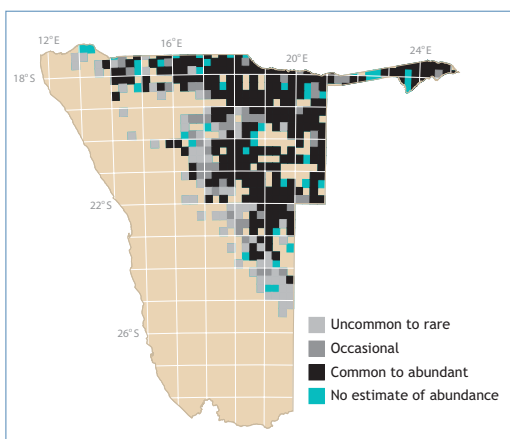 12°E
16°E
20°E
24°E
18°S
22°S
26°S
Uncommon to rare
Occasional
Common to abundant
No estimate of abundance